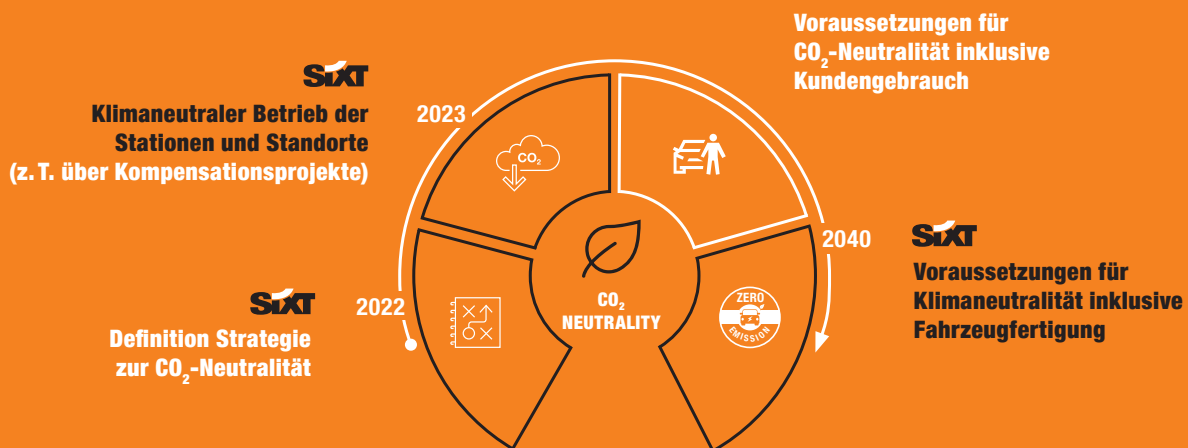 SIXT
Definition Strategie
zur CO₂-Neutralität
2022
SIXT
Klimaneutraler Betrieb der
Stationen und Standorte
(z. T. über Kompensationsprojekte)
2023
CO₂
Voraussetzungen für
CO₂-Neutralität inklusive
Kundengebrauch
2040
SIXT
Voraussetzungen für
Klimaneutralität inklusive
Fahrzeugfertigung
ZERO
EMISSION
CO₂
NEUTRALITY